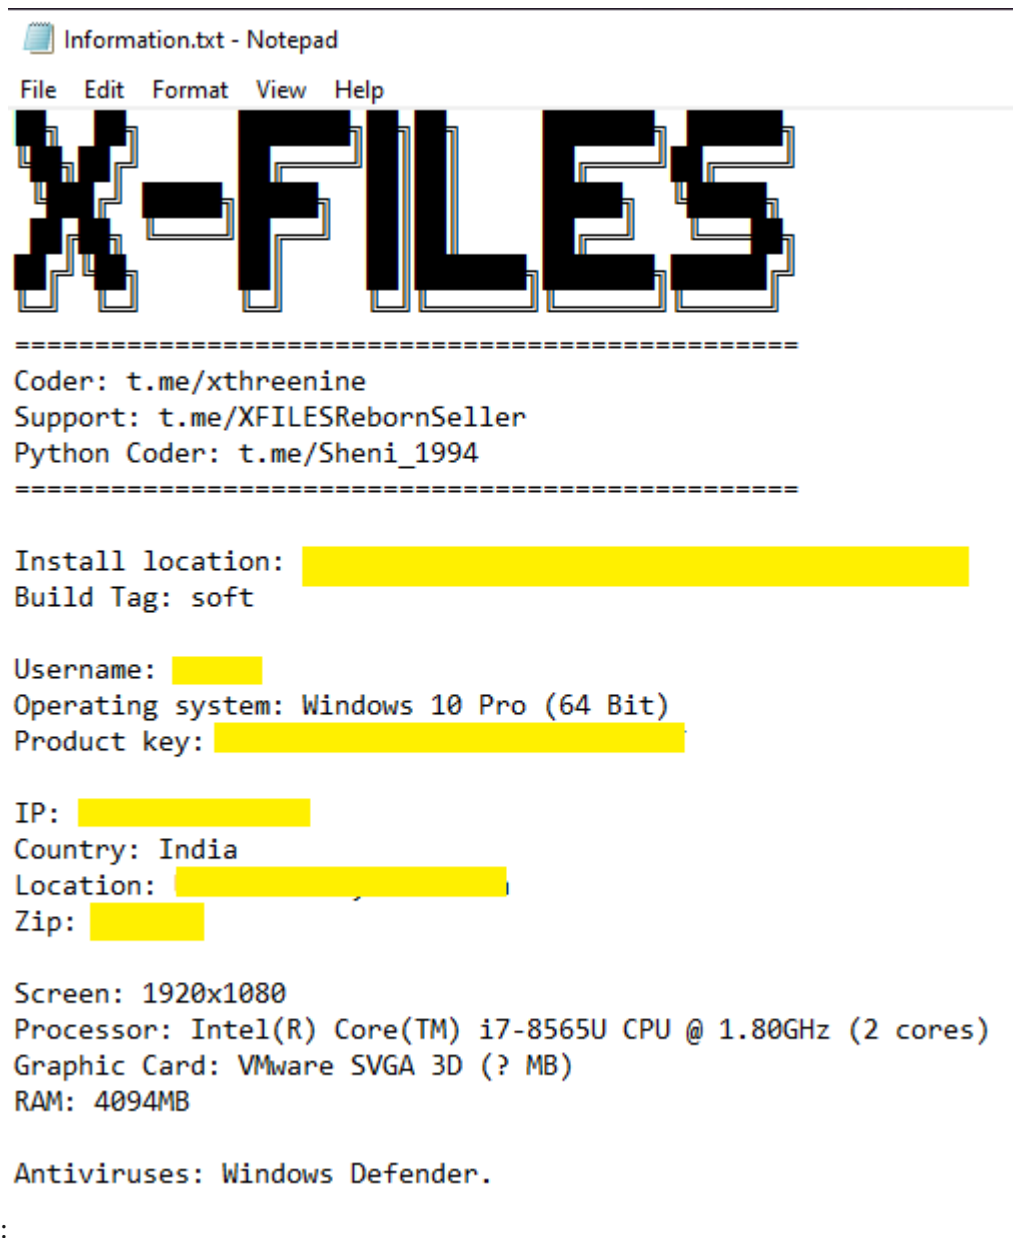 Information.txt - Notepad
File Edit Format View Help
X-FILES
=================================================
Coder: t.me/xthreenine
Support: t.me/XFILESRebornSeller
Python Coder: t.me/Sheni_1994
=================================================
Install location:
Build Tag: soft
Username:
Operating system: Windows 10 Pro (64 Bit)
Product key:
IP:
Country: India
Location:
Zip:
Screen: 1920x1080
Processor: Intel(R) Core(TM) i7-8565U CPU @ 1.80GHz (2 cores)
Graphic Card: VMware SVGA 3D (? MB)
RAM: 4094MB
Antiviruses: Windows Defender.
: